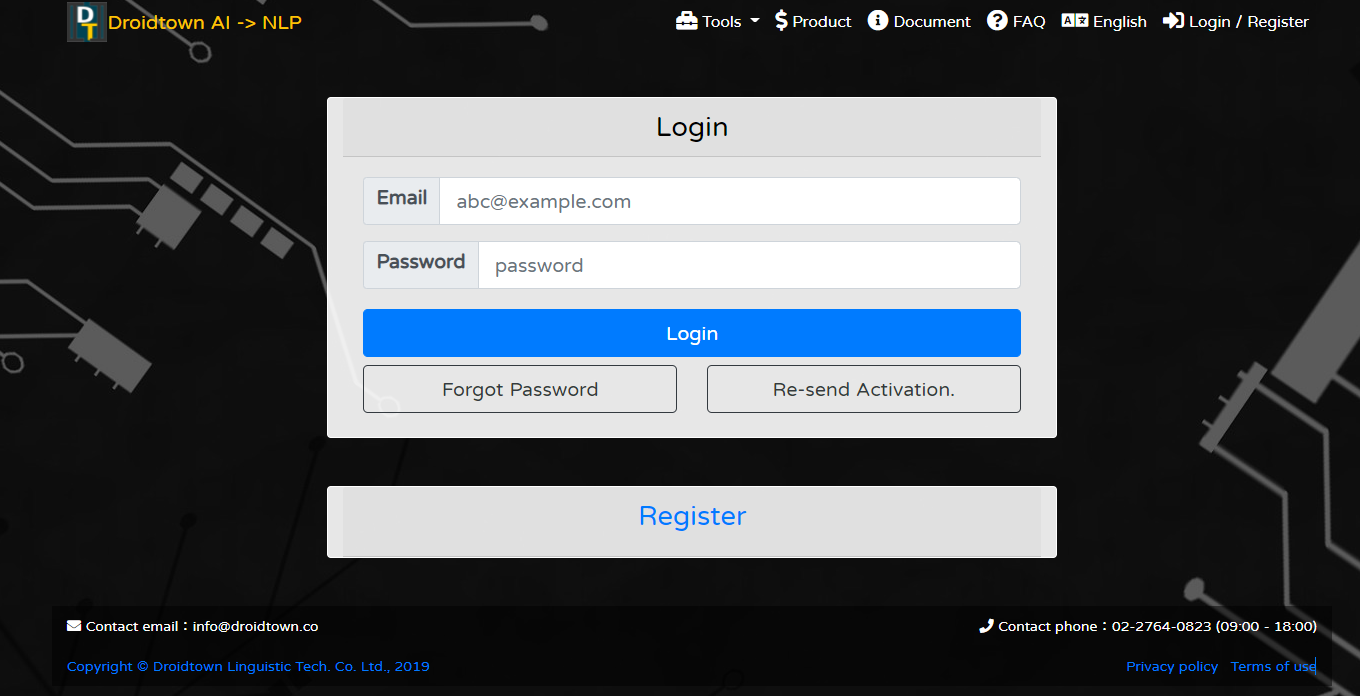 DT Droidtown AI -> NLP Tools $ Product Document FAQ English Login / Register
Login
Email abc@example.com
Password password
Login
Forgot Password Re-send Activation.
Register
Contact email：info@droidtown.co Contact phone：02-2764-0823 (09:00 - 18:00)
Copyright © Droidtown Linguistic Tech. Co. Ltd., 2019 Privacy policy Terms of use